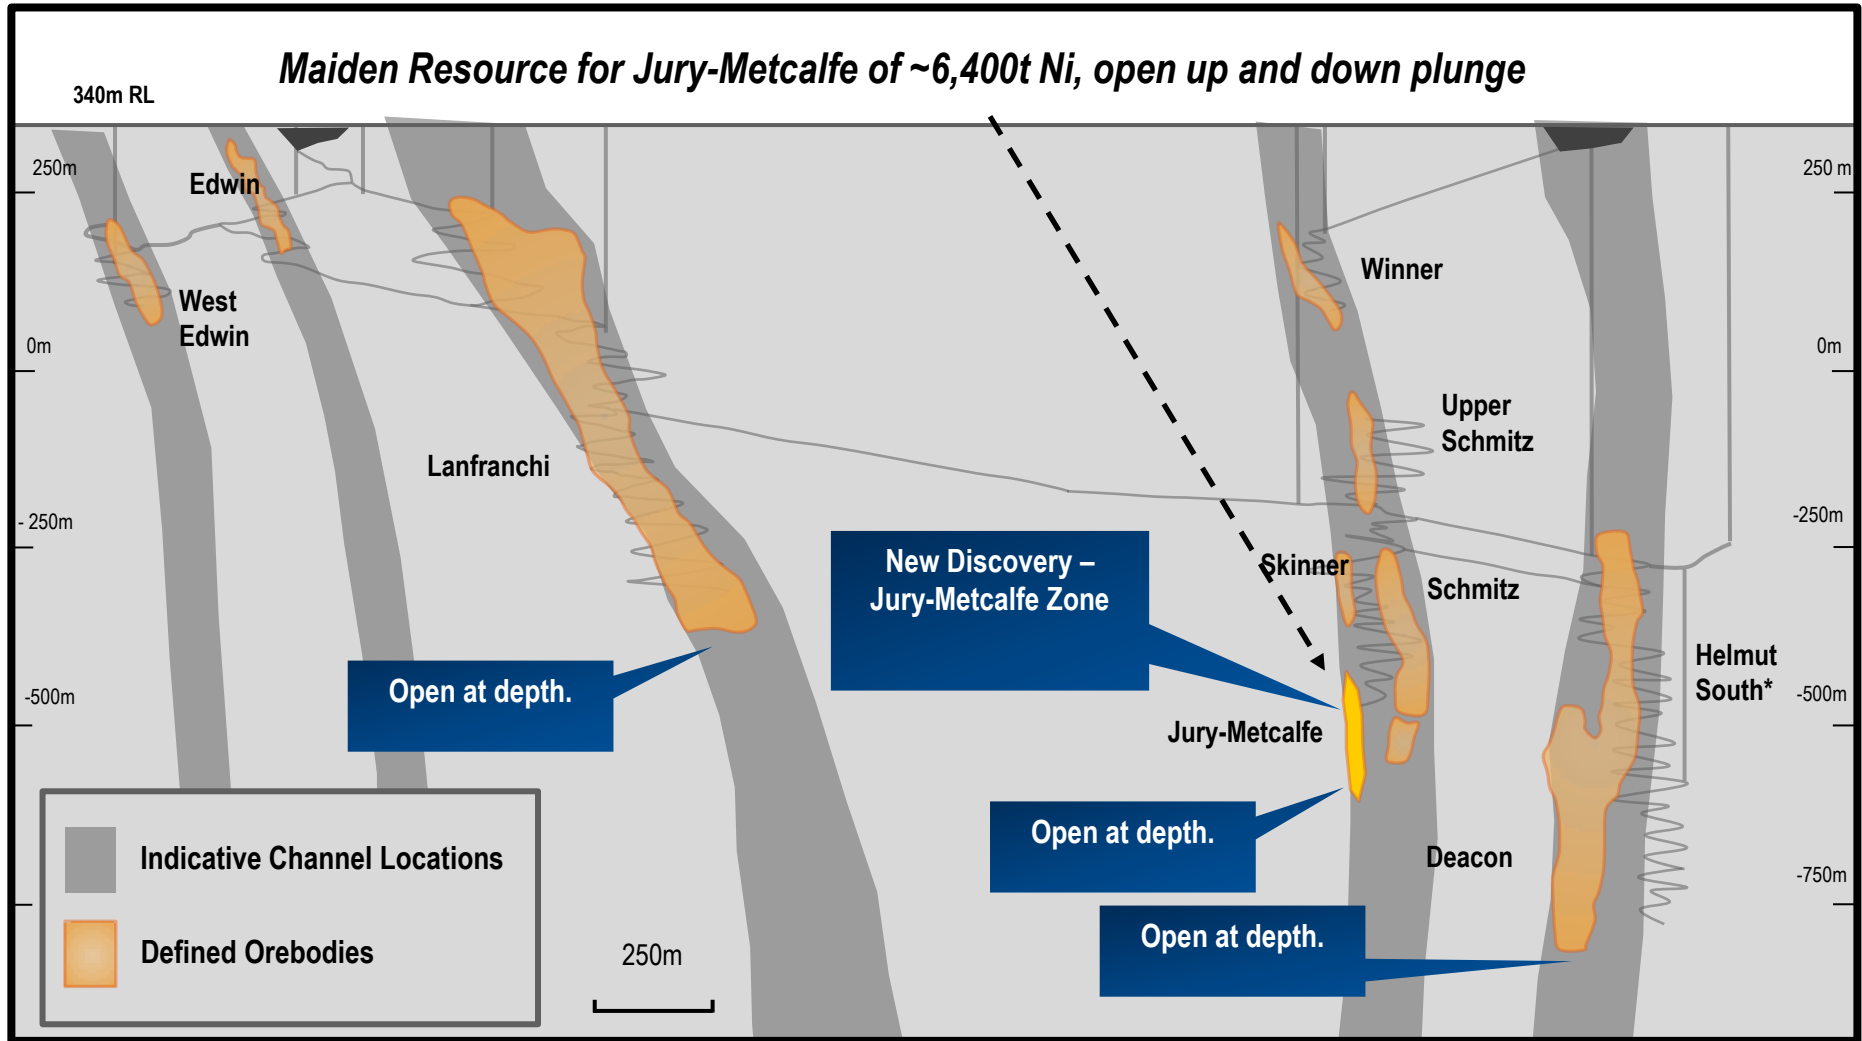 Maiden Resource for Jury-Metcalfe of ~6,400t Ni, open up and down plunge
340m RL
250m
250 m
Edwin
West
Edwin
Winner
0m
0m
Upper
Schmitz
Lanfranchi
- 250m
-250m
New Discovery –
Jury-Metcalfe Zone
Skinner
Schmitz
Helmut
South*
Open at depth.
-500m
-500m
Jury-Metcalfe
Open at depth.
Deacon
-750m
Open at depth.
Indicative Channel Locations
Defined Orebodies
250m